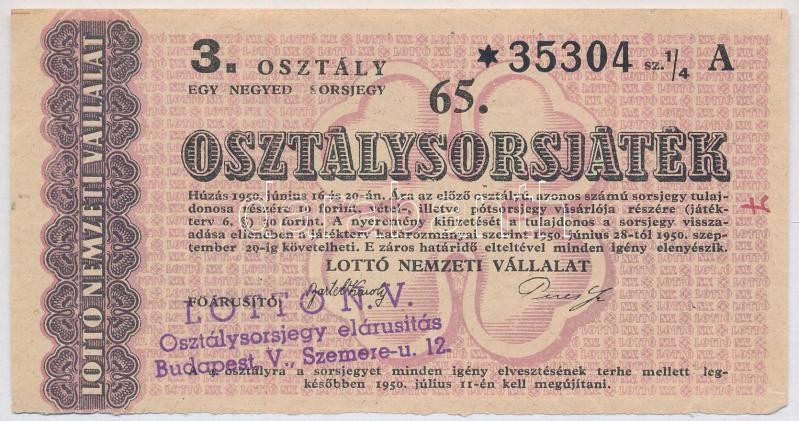 LOTTÓ NEMZETI VÁLLALAT
3. OSZTÁLY
EGY NEGYED SORSJEGY
*35304 sz. 1/4 A
65.
OSZTÁLYSORSJÁTÉK
Húzás 1950. június 16 és 20-án. Ára az előző osztályú, azonos számú sorsjegy tulaj-
donosa részére 10 forint, vétel illetve pótsorsjegy vásárlója részére (játék-
terv 6. §) 30 forint. A nyeremény kifizetését a tulajdonos a sorsjegy vissza-
adása ellenében a játékterv határozmányai szerint 1950. június 28-tól 1950. szep-
tember 20-ig követelheti. E záros határidő elteltével minden igény elenyészik.
LOTTÓ NEMZETI VÁLLALAT
FŐÁRUSÍTÓ
LOTTÓ N.V.
Osztálysorsjegy elárusitás
Budapest V., Szemere-u. 12.
A 4. osztályra a sorsjegyet minden igény elvesztésének terhe mellett leg-
későbben 1950. július 11-én kell megújítani.